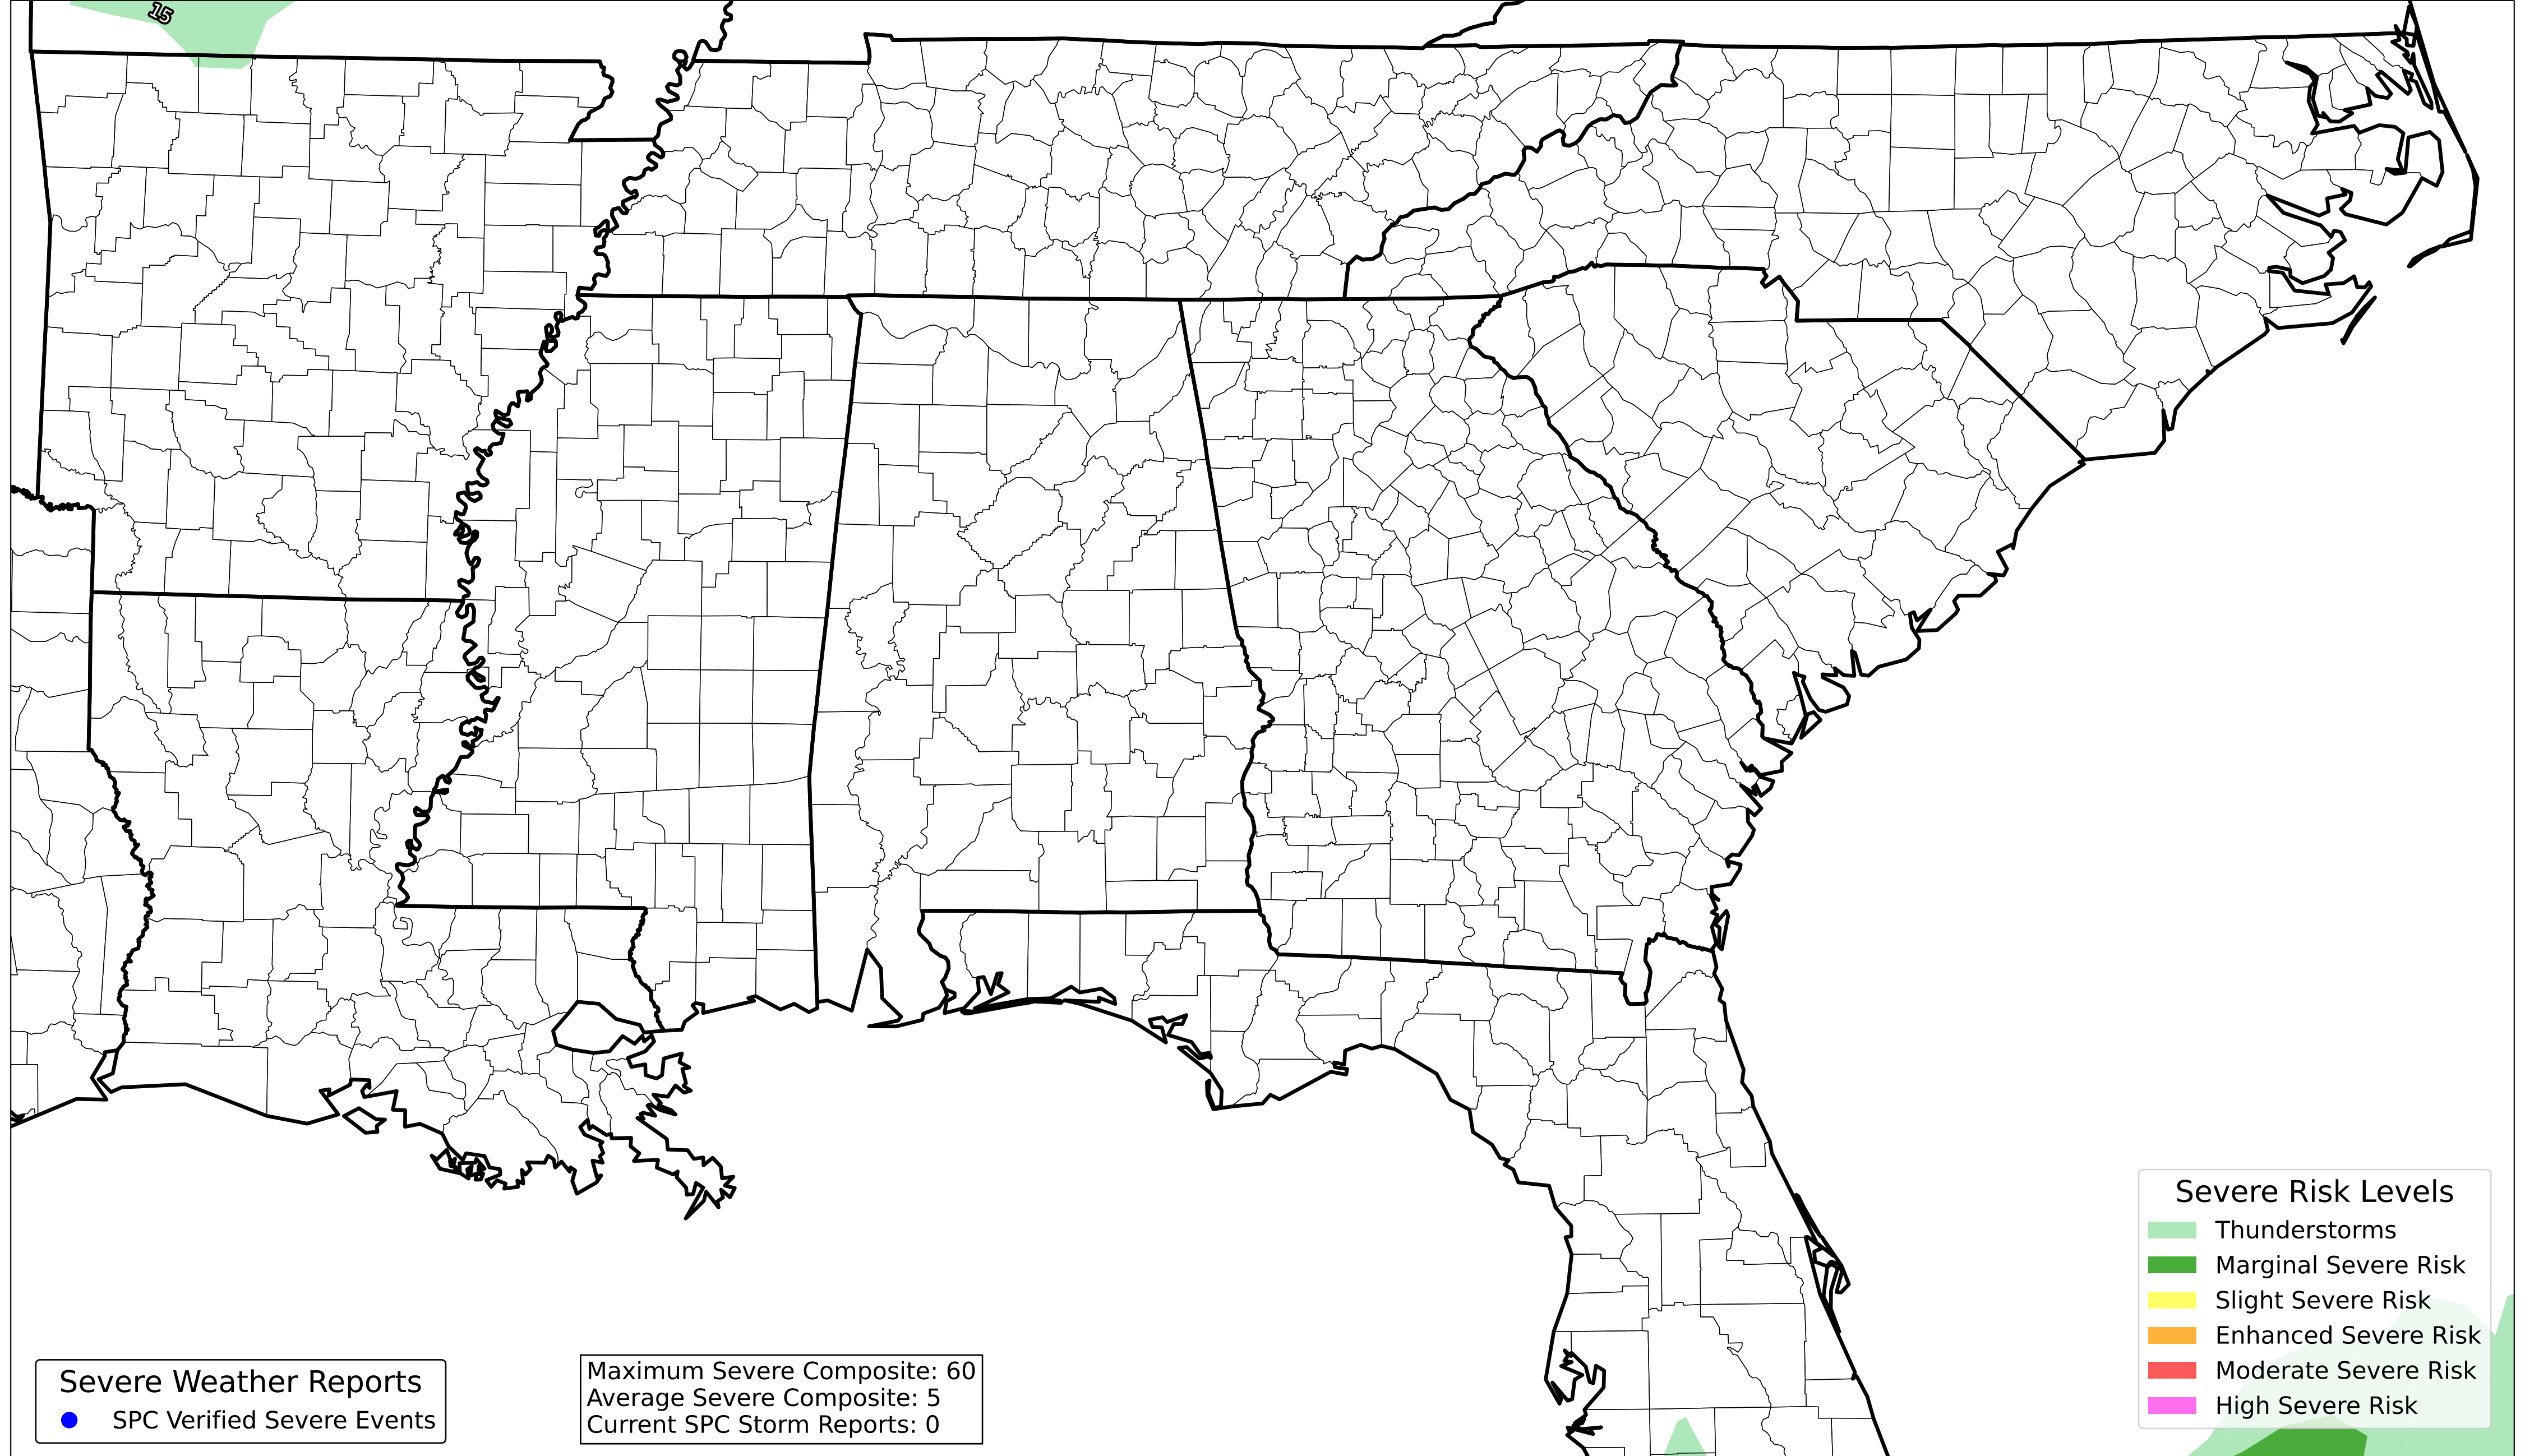 15
Severe Risk Levels
Thunderstorms
Marginal Severe Risk
Slight Severe Risk
Enhanced Severe Risk
Moderate Severe Risk
High Severe Risk
Severe Weather Reports
SPC Verified Severe Events
Maximum Severe Composite: 60
Average Severe Composite: 5
Current SPC Storm Reports: 0